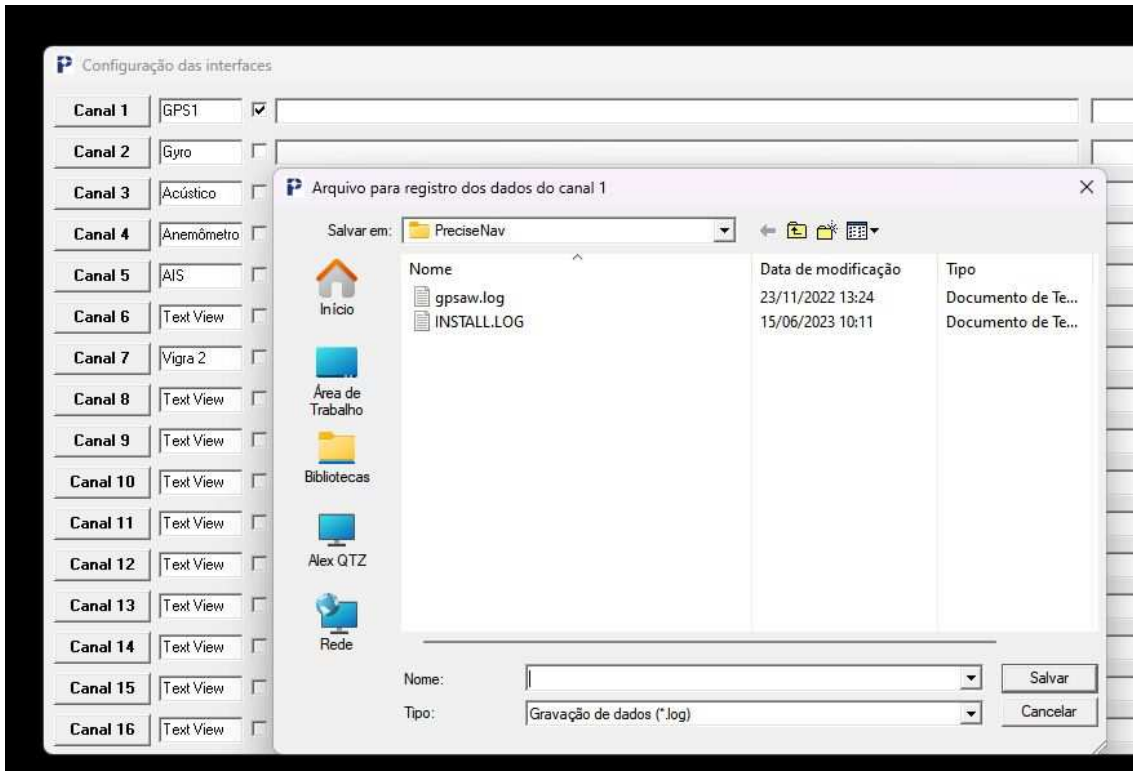 Configuração das interfaces
Canal 1 GPS1
Canal 2 Gyro
Canal 3 Acústico
Canal 4 Anemômetro
Canal 5 AIS
Canal 6 Text View
Canal 7 Vigra 2
Canal 8 Text View
Canal 9 Text View
Canal 10 Text View
Canal 11 Text View
Canal 12 Text View
Canal 13 Text View
Canal 14 Text View
Canal 15 Text View
Canal 16 Text View
Arquivo para registro dos dados do canal 1
Salvar em: PreciseNav
Início
Área de
Trabalho
Bibliotecas
Alex QTZ
Rede
Nome Data de modificação Tipo
gpsaw.log 23/11/2022 13:24 Documento de Te...
INSTALL.LOG 15/06/2023 10:11 Documento de Te...
Nome: Salvar
Tipo: Gravação de dados (*.log) Cancelar